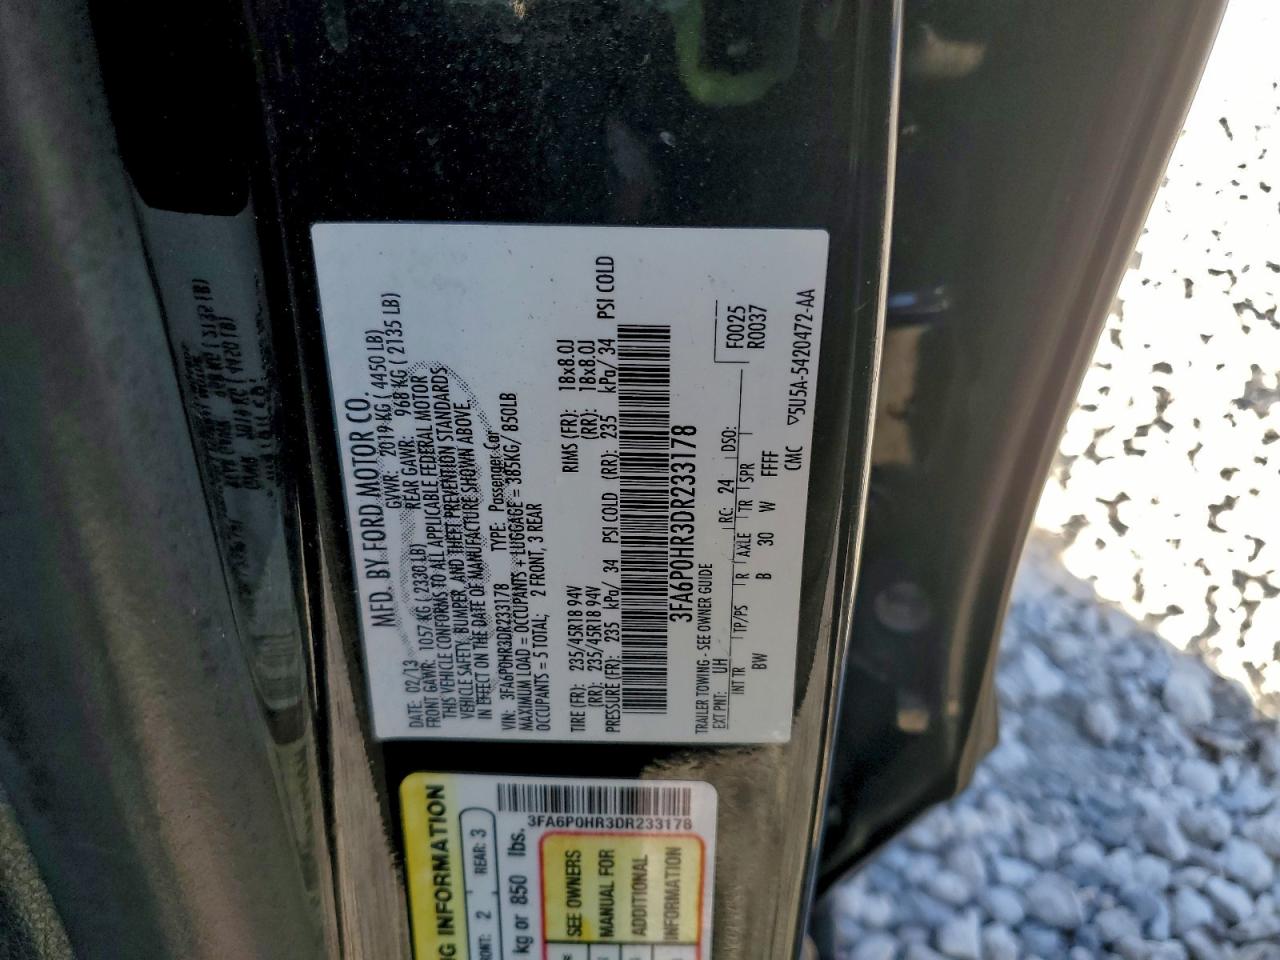 MFD. BY FORD MOTOR CO.
DATE: 02/13 GVWR: 2019 KG ( 4450 LB)
FRONT GAWR: 1057 KG ( 2330 LB) REAR GAWR: 968 KG ( 2135 LB)
THIS VEHICLE CONFORMS TO ALL APPLICABLE FEDERAL MOTOR
VEHICLE SAFETY, BUMPER, AND THEFT PREVENTION STANDARDS
IN EFFECT ON THE DATE OF MANUFACTURE SHOWN ABOVE.
VIN: 3FA6P0HR3DR233178 TYPE: Passenger Car
MAXIMUM LOAD = OCCUPANTS + LUGGAGE = 385KG/ 850LB
OCCUPANTS = 5 TOTAL; 2 FRONT, 3 REAR
TIRE (FR): 235/45R18 94V RIMS (FR): 18x8.0J
(RR): 235/45R18 94V (RR): 18x8.0J
PRESSURE (FR): 235 kPa/ 34 PSI COLD (RR): 235 kPa/ 34 PSI COLD
3FA6P0HR3DR233178
TRAILER TOWING - SEE OWNER GUIDE
F0025
R0037
EXT PNT: UH RC: 24 DSO:
INT TR TP/PS R AXLE TR SPR
BW B 30 W FFFF
CMC ▽5U5A-5420472-AA
NG INFORMATION
RONT: 2 REAR: 3
kg or 850 lbs.
3FA6P0HR3DR233178
SEE OWNERS
MANUAL FOR
ADDITIONAL
INFORMATION